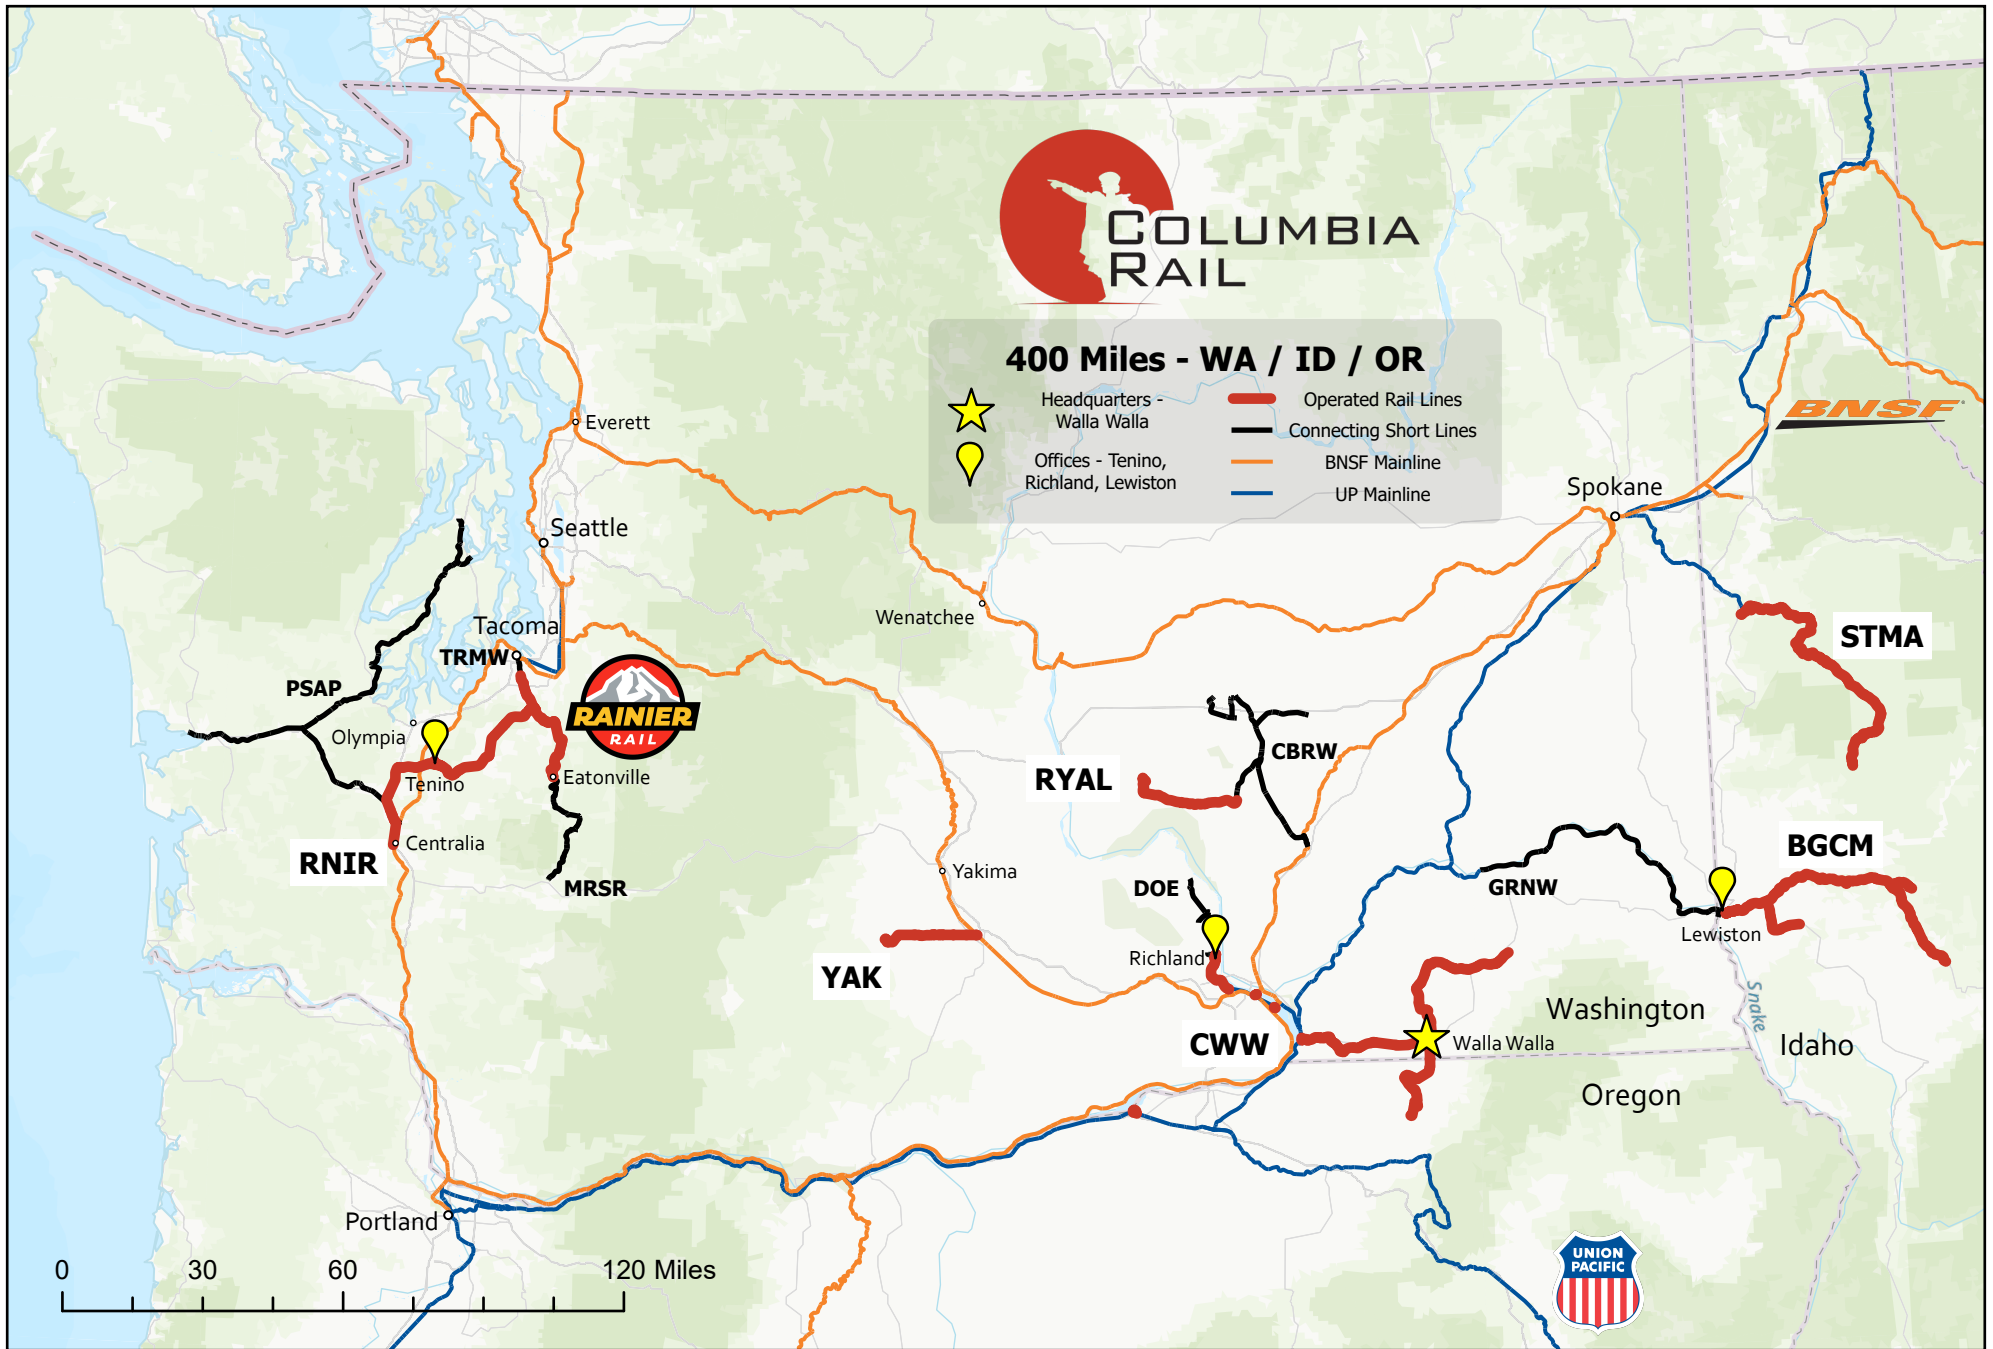 COLUMBIA
RAIL
400 Miles - WA / ID / OR
Headquarters -
Walla Walla
Offices - Tenino,
Richland, Lewiston
Operated Rail Lines
Connecting Short Lines
BNSF Mainline
UP Mainline
BNSF
Everett
Spokane
Seattle
Wenatchee
Tacoma
TRMW
STMA
PSAP
RAINIER
RAIL
Olympia
CBRW
Tenino
Eatonville
RYAL
Centralia
RNIR
BGCM
MRSR
Yakima
DOE
GRNW
Lewiston
Richland
YAK
Snake
Washington
CWW
Walla Walla
Idaho
Oregon
Portland
UNION
PACIFIC
0 30 60 120 Miles